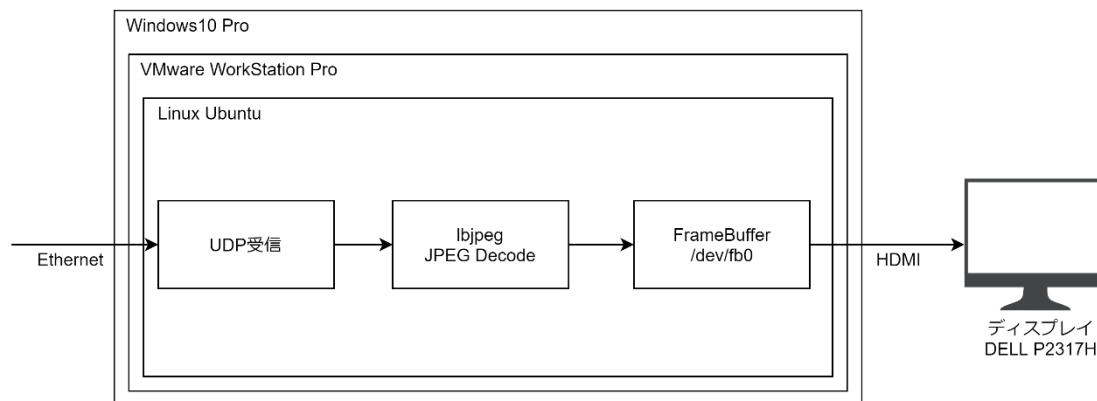 Windows10 Pro
VMware WorkStation Pro
Linux Ubuntu
UDP受信
lbjpeg
JPEG Decode
FrameBuffer
/dev/fb0
Ethernet
HDMI
ディスプレイ
DELL P2317H